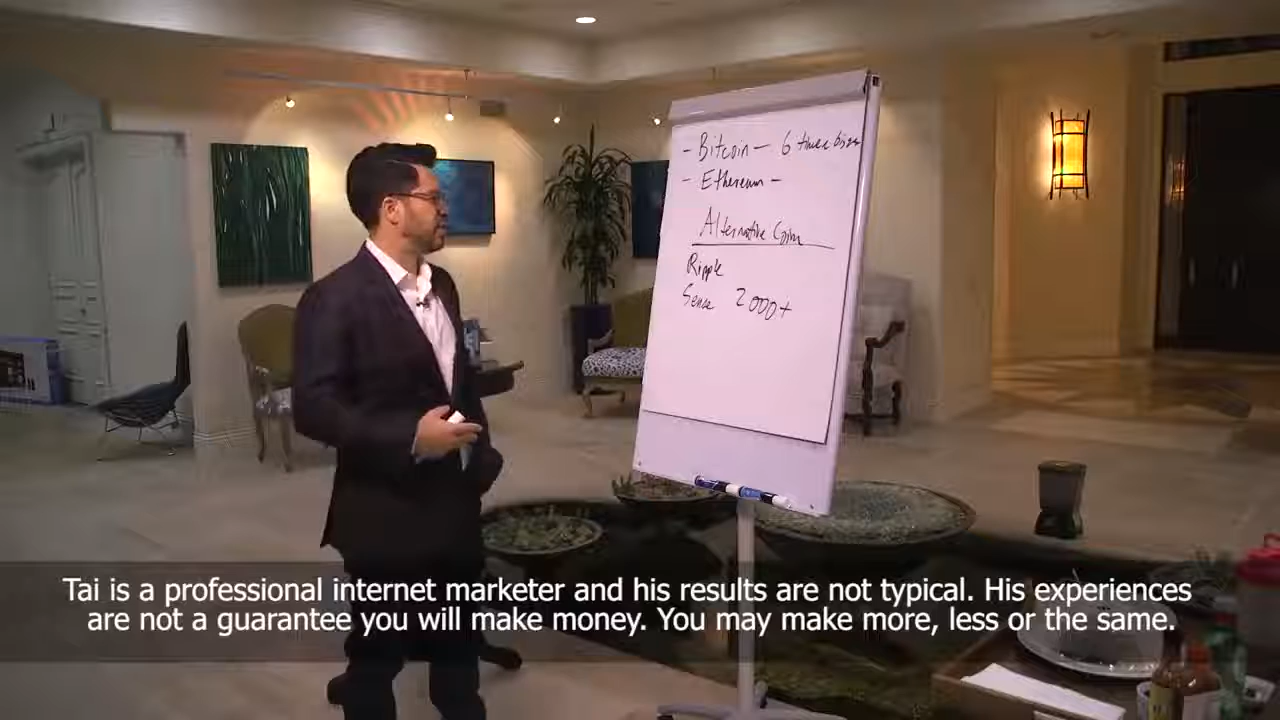 - Bitcoin - 6 times
- Ethereum -
Alternative Coins
Ripple
Sense 2000+
Tai is a professional internet marketer and his results are not typical. His experiences
are not a guarantee you will make money. You may make more, less or the same.